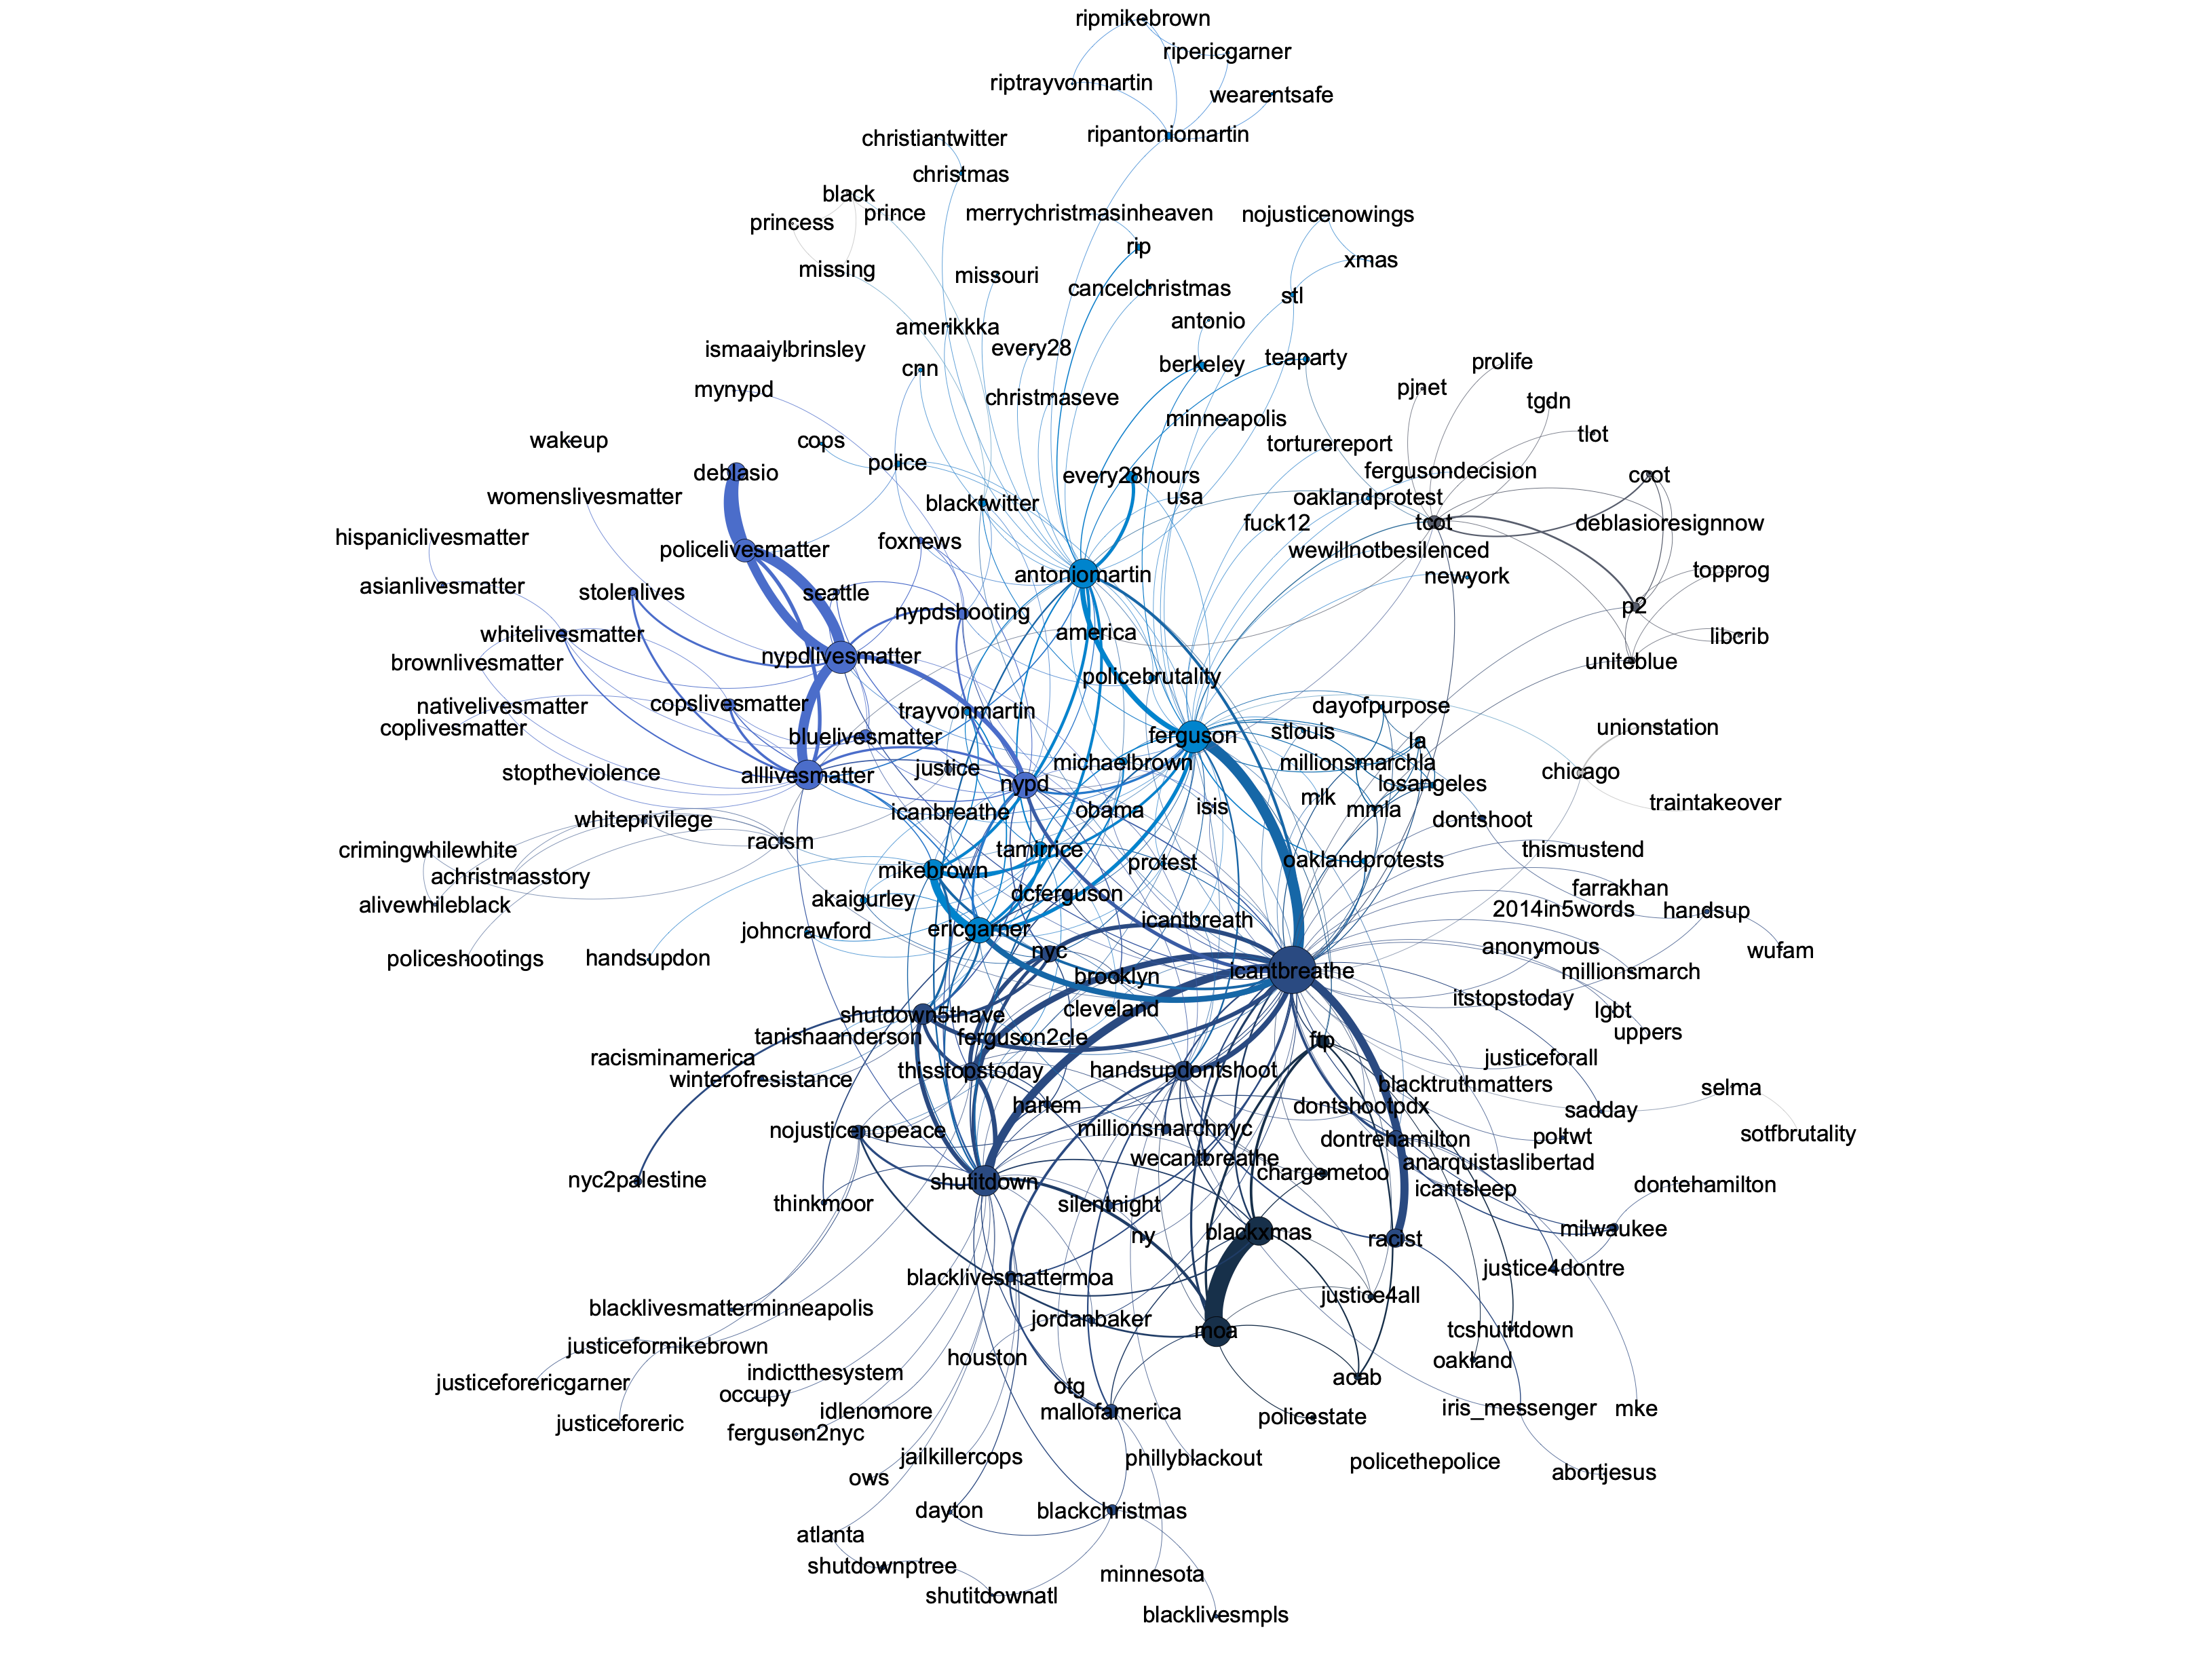 ripmikebrown
ripericgarner
riptrayvonmartin
wearentsafe
ripantoniomartin
christiantwitter
christmas
black
prince
merrychristmasinheaven
nojusticenowings
princess
rip
xmas
missing
missouri
cancelchristmas
stl
antonio
amerikkka
ismaaiylbrinsley
every28
teaparty
berkeley
prolife
cnn
pjnet
mynypd
christmaseve
tgdn
minneapolis
tlot
wakeup
cops
torturereport
police
deblasio
fergusondecision
every28hours
coot
womenslivesmatter
blacktwitter
usa
oaklandprotest
fuck12
tcot
deblasioresignnow
hispaniclivesmatter
foxnews
policelivesmatter
wewillnotbesilenced
antoniomartin
newyork
topprog
asianlivesmatter
stolenlives
seattle
nypdshooting
p2
whitelivesmatter
america
libcrib
nypdlivesmatter
brownlivesmatter
uniteblue
policebrutality
nativelivesmatter
copslivesmatter
trayvonmartin
dayofpurpose
coplivesmatter
unionstation
bluelivesmatter
ferguson
stlouis
la
michaelbrown
millionsmarchla
stoptheviolence
alllivesmatter
justice
chicago
nypd
losangeles
mlk
traintakeover
icanbreathe
obama
isis
mmla
whiteprivilege
dontshoot
racism
crimingwhilewhite
tamirrice
thismustend
protest
oaklandprotests
mikebrown
achristmasstory
farrakhan
dcferguson
akaigurley
alivewhileblack
2014in5words
handsup
icantbreath
johncrawford
ericgarner
anonymous
nyc
wufam
policeshootings
handsupdon
brooklyn
icantbreathe
millionsmarch
itstopstoday
cleveland
lgbt
shutdown5thave
uppers
tanishaanderson
ferguson2cle
ftp
racisminamerica
justiceforall
winterofresistance
thisstopstoday
handsupdontshoot
blacktruthmatters
selma
harlem
dontshootpdx
sadday
nojusticenopeace
millionsmarchnyc
dontrehamilton
poltwt
sotfbrutality
wecantbreathe
anarquistaslibertad
chargemetoo
nyc2palestine
shutitdown
icantsleep
dontehamilton
thinkmoor
silentnight
milwaukee
ny
blackxmas
racist
blacklivesmattermoa
justice4dontre
justice4all
blacklivesmatterminneapolis
jordanbaker
moa
tcshutitdown
justiceformikebrown
houston
oakland
indictthesystem
acab
justiceforericgarner
otg
occupy
idlenomore
mallofamerica
iris_messenger
mke
policestate
justiceforeric
ferguson2nyc
jailkillercops
phillyblackout
policethepolice
ows
abortjesus
dayton
blackchristmas
atlanta
shutdownptree
minnesota
shutitdownatl
blacklivesmpls